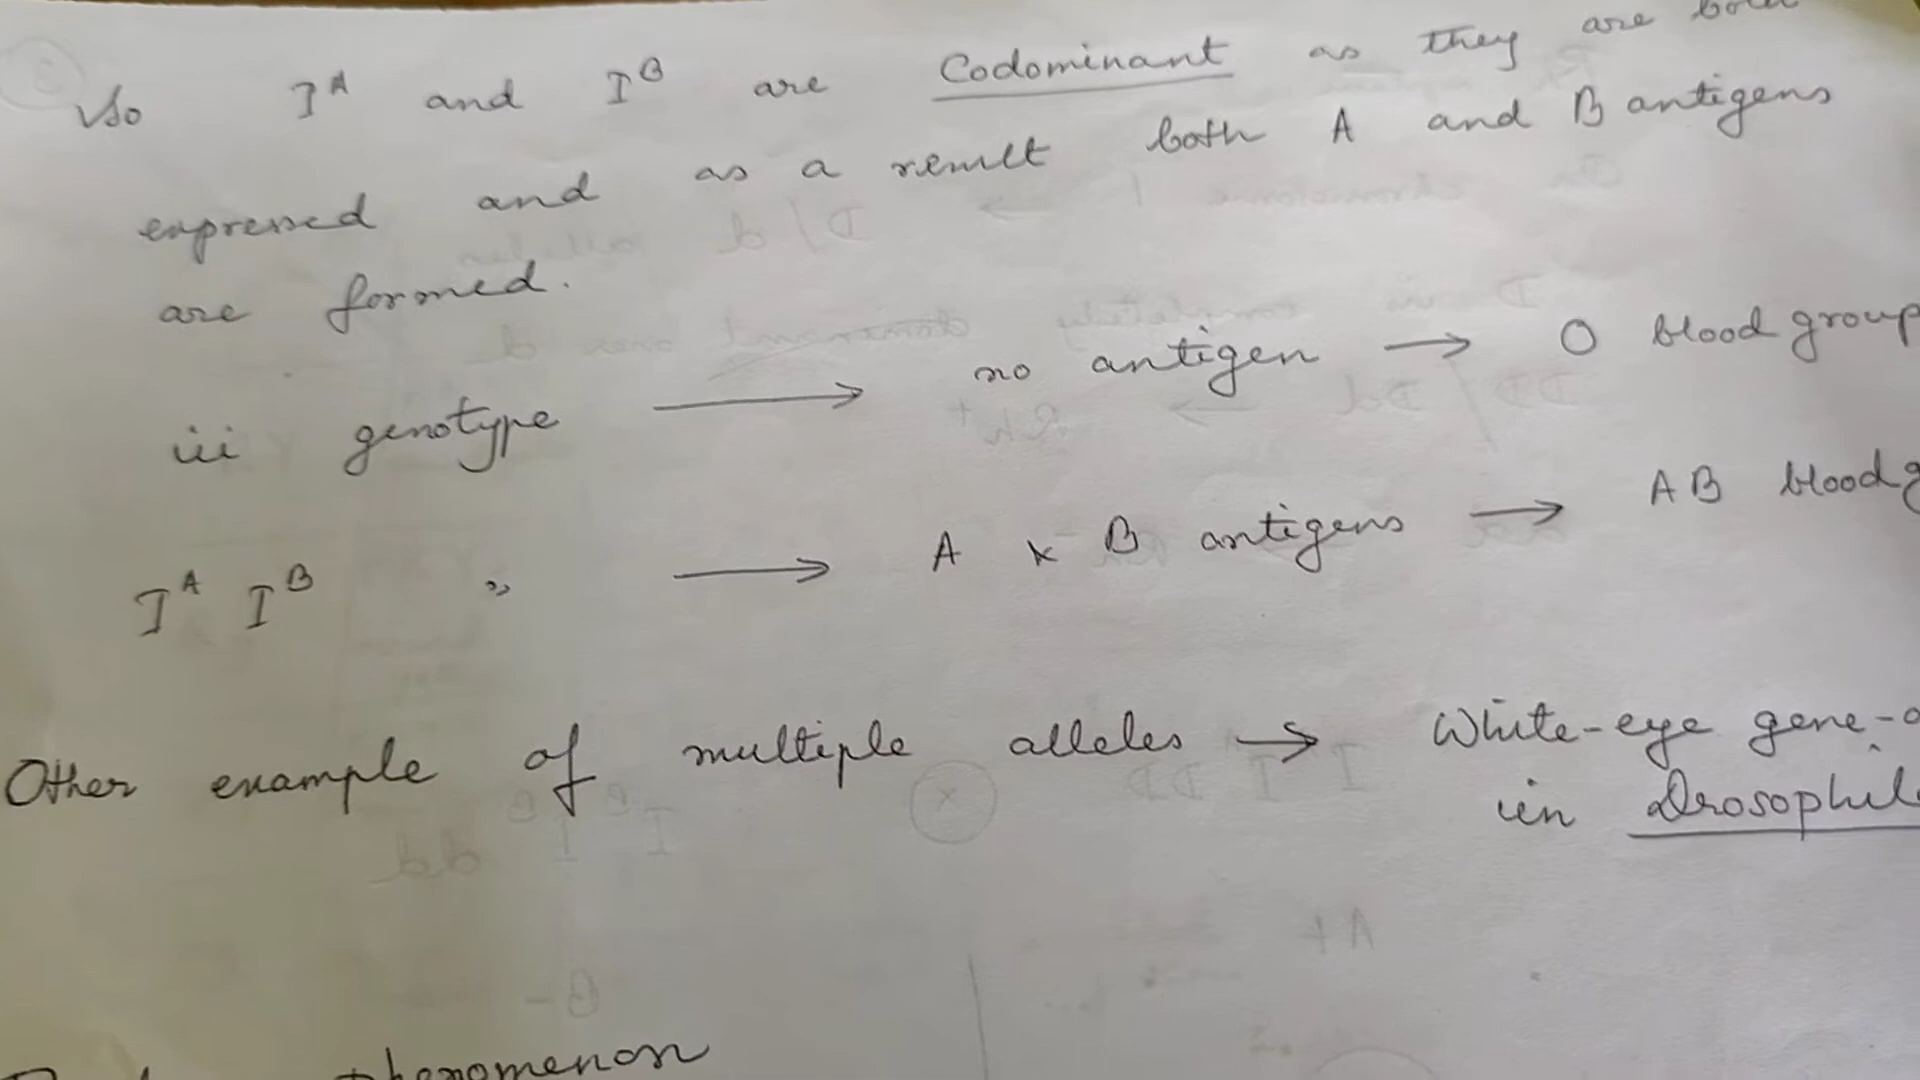 So I^A and I^B are Codominant as they are both
expressed and as a result both A and B antigens
are formed.
ii genotype → no antigen → O blood group
I^A I^B " → A & B antigens → AB blood
Other example of multiple alleles → White-eye gene-
in Drosophil
phenomenon